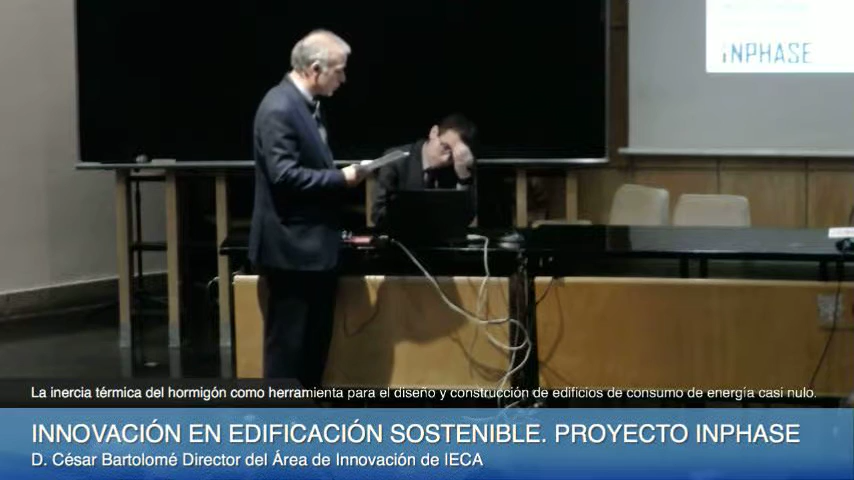 INPHASE
La inercia térmica del hormigón como herramienta para el diseño y construcción de edificios de consumo de energía casi nulo.
INNOVACIÓN EN EDIFICACIÓN SOSTENIBLE. PROYECTO INPHASE
D. César Bartolomé Director del Área de Innovación de IECA